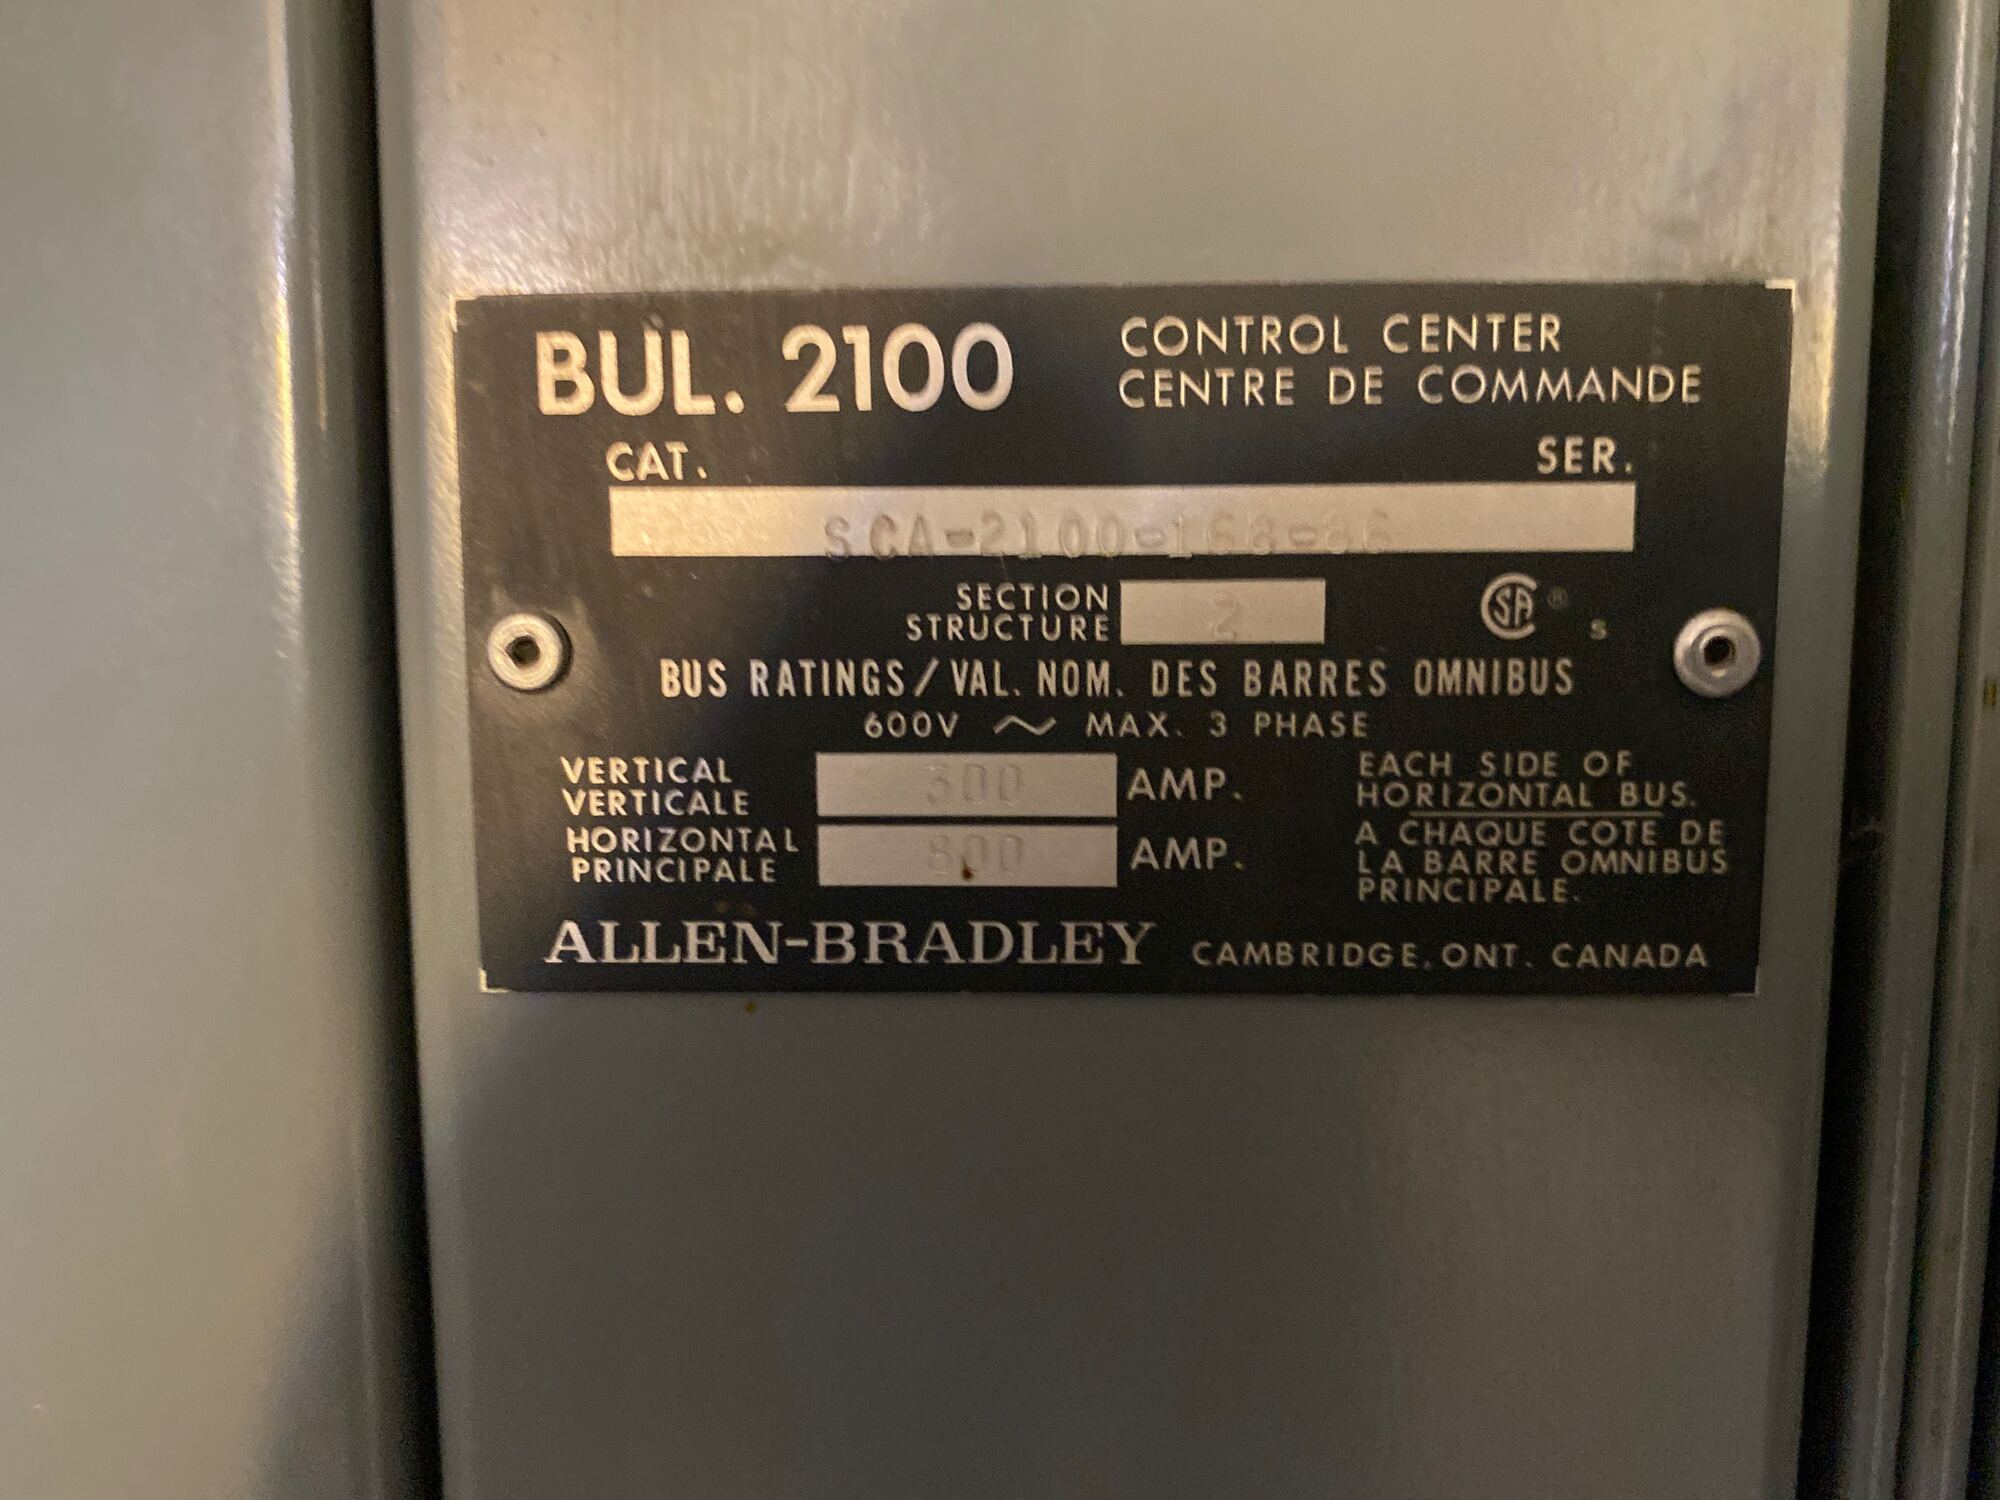 BUL. 2100
CONTROL CENTER
CENTRE DE COMMANDE
CAT.
SER.
SCA-2100-168-86
SECTION
STRUCTURE
2
SA ® S
BUS RATINGS/VAL. NOM. DES BARRES OMNIBUS
600V ~ MAX. 3 PHASE
VERTICAL
VERTICALE
300
AMP.
HORIZONTAL
PRINCIPALE
800
AMP.
EACH SIDE OF
HORIZONTAL BUS.
A CHAQUE COTE DE
LA BARRE OMNIBUS
PRINCIPALE.
ALLEN-BRADLEY CAMBRIDGE, ONT. CANADA